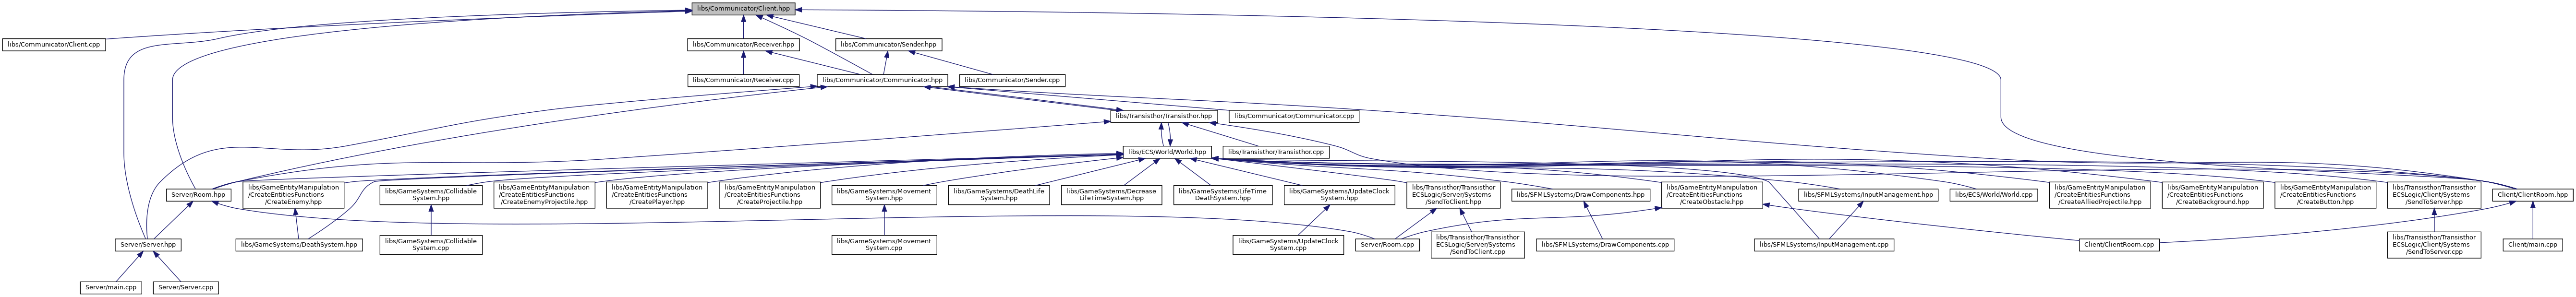 libs/Communicator/Client.hpp
libs/Communicator/Client.cpp
libs/Communicator/Receiver.hpp
libs/Communicator/Sender.hpp
libs/Communicator/Receiver.cpp
libs/Communicator/Communicator.hpp
libs/Communicator/Sender.cpp
libs/Transisthor/Transisthor.hpp
libs/Communicator/Communicator.cpp
libs/ECS/World/World.hpp
libs/Transisthor/Transisthor.cpp
Server/Room.hpp
libs/GameEntityManipulation
/CreateEntitiesFunctions
/CreateEnemy.hpp
libs/GameSystems/Collidable
System.hpp
libs/GameEntityManipulation
/CreateEntitiesFunctions
/CreateEnemyProjectile.hpp
libs/GameEntityManipulation
/CreateEntitiesFunctions
/CreatePlayer.hpp
libs/GameEntityManipulation
/CreateEntitiesFunctions
/CreateProjectile.hpp
libs/GameSystems/Movement
System.hpp
libs/GameSystems/DeathLife
System.hpp
libs/GameSystems/Decrease
LifeTimeSystem.hpp
libs/GameSystems/LifeTime
DeathSystem.hpp
libs/GameSystems/UpdateClock
System.hpp
libs/Transisthor/Transisthor
ECSLogic/Server/Systems
/SendToClient.hpp
libs/SFMLSystems/DrawComponents.hpp
libs/GameEntityManipulation
/CreateEntitiesFunctions
/CreateObstacle.hpp
libs/SFMLSystems/InputManagement.hpp
libs/ECS/World/World.cpp
libs/GameEntityManipulation
/CreateEntitiesFunctions
/CreateAlliedProjectile.hpp
libs/GameEntityManipulation
/CreateEntitiesFunctions
/CreateBackground.hpp
libs/GameEntityManipulation
/CreateEntitiesFunctions
/CreateButton.hpp
libs/Transisthor/Transisthor
ECSLogic/Client/Systems
/SendToServer.hpp
Client/ClientRoom.hpp
Server/Server.hpp
libs/GameSystems/DeathSystem.hpp
libs/GameSystems/Collidable
System.cpp
libs/GameSystems/Movement
System.cpp
libs/GameSystems/UpdateClock
System.cpp
Server/Room.cpp
libs/Transisthor/Transisthor
ECSLogic/Server/Systems
/SendToClient.cpp
libs/SFMLSystems/DrawComponents.cpp
libs/SFMLSystems/InputManagement.cpp
Client/ClientRoom.cpp
libs/Transisthor/Transisthor
ECSLogic/Client/Systems
/SendToServer.cpp
Client/main.cpp
Server/main.cpp
Server/Server.cpp